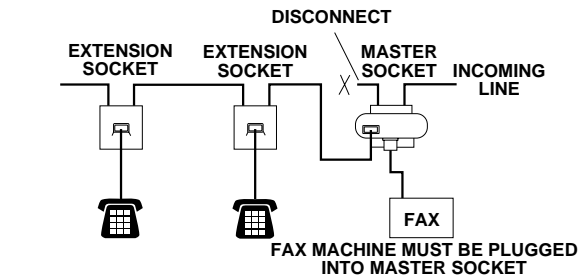 DISCONNECT
EXTENSION
SOCKET
EXTENSION
SOCKET
MASTER
SOCKET
INCOMING
LINE
FAX
FAX MACHINE MUST BE PLUGGED
INTO MASTER SOCKET